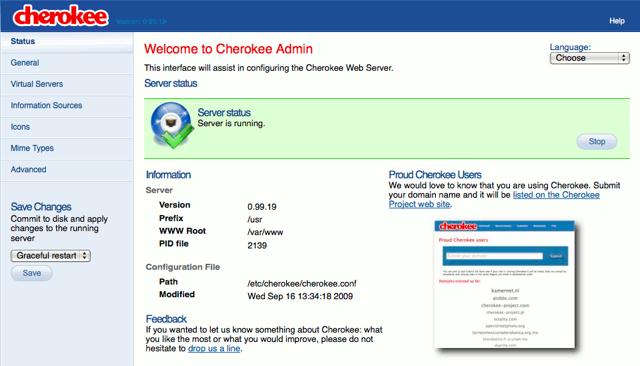 cherokee Version: 0.99.19
Help
Status
General
Virtual Servers
Information Sources
Icons
Mime Types
Advanced
Save Changes
Commit to disk and apply
changes to the running
server
Graceful restart
Save
Welcome to Cherokee Admin
Language:
Choose
This interface will assist in configuring the Cherokee Web Server.
Server status
Server status
Server is running.
Stop
Information
Server
Version 0.99.19
Prefix /usr
WWW Root /var/www
PID file 2139
Configuration File
Path /etc/cherokee/cherokee.conf
Modified Wed Sep 16 13:34:18 2009
Feedback
If you wanted to let us know something about Cherokee: what
you like the most or what you would improve, please do not
hesitate to drop us a line.
Proud Cherokee Users
We would love to know that you are using Cherokee. Submit
your domain name and it will be listed on the Cherokee
Project web site.
cherokee
Proud Cherokee users
kamernet.nl
alobbs.com
cherokee-project.com
octality.com